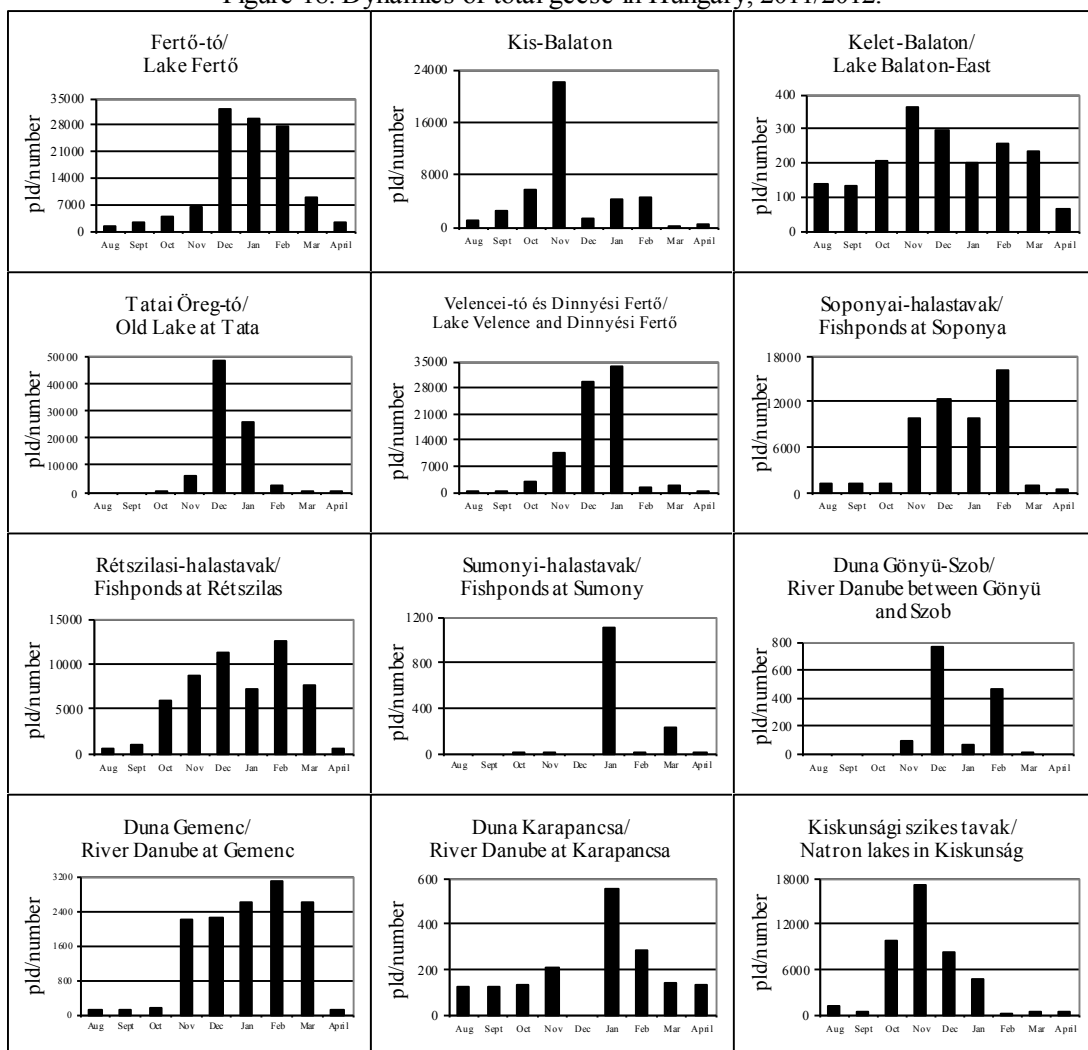 Dynamics of total geese in Hungary, 2011/2012.
Fertő-tó/
Lake Fertő
pld/number
35000
28000
21000
14000
7000
0
Aug Sept Oct Nov Dec Jan Feb Mar April
Kis-Balaton
pld/number
24000
16000
8000
0
Aug Sept Oct Nov Dec Jan Feb Mar April
Kelet-Balaton/
Lake Balaton-East
pld/number
400
300
200
100
0
Aug Sept Oct Nov Dec Jan Feb Mar April
Tatai Öreg-tó/
Old Lake at Tata
pld/number
50000
40000
30000
20000
10000
0
Aug Sept Oct Nov Dec Jan Feb Mar April
Velencei-tó és Dinnyési Fertő/
Lake Velence and Dinnyési Fertő
pld/number
35000
28000
21000
14000
7000
0
Aug Sept Oct Nov Dec Jan Feb Mar April
Soponyai-halastavak/
Fishponds at Soponya
pld/number
18000
12000
6000
0
Aug Sept Oct Nov Dec Jan Feb Mar April
Rétszilasi-halastavak/
Fishponds at Rétszilas
pld/number
15000
10000
5000
0
Aug Sept Oct Nov Dec Jan Feb Mar April
Sumonyi-halastavak/
Fishponds at Sumony
pld/number
1200
800
400
0
Aug Sept Oct Nov Dec Jan Feb Mar April
Duna Gönyü-Szob/
River Danube between Gönyü
and Szob
pld/number
800
600
400
200
0
Aug Sept Oct Nov Dec Jan Feb Mar April
Duna Gemenc/
River Danube at Gemenc
pld/number
3200
2400
1600
800
0
Aug Sept Oct Nov Dec Jan Feb Mar April
Duna Karapancsa/
River Danube at Karapancsa
pld/number
600
400
200
0
Aug Sept Oct Nov Dec Jan Feb Mar April
Kiskunsági szikes tavak/
Natron lakes in Kiskunság
pld/number
18000
12000
6000
0
Aug Sept Oct Nov Dec Jan Feb Mar April